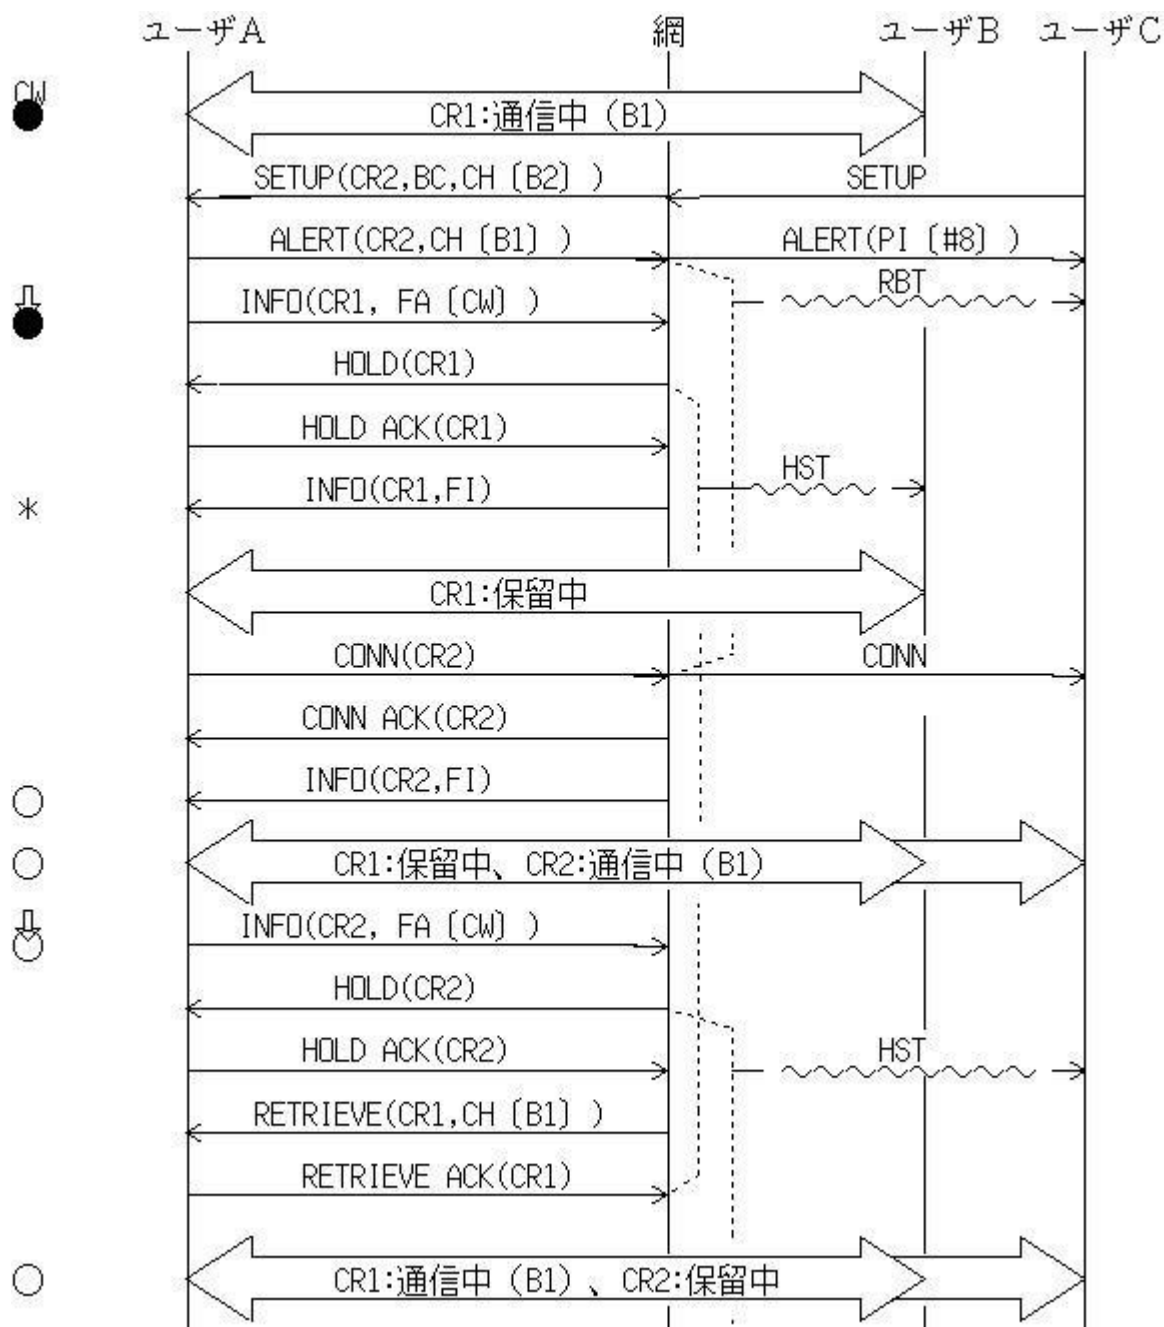 ユーザA 網 ユーザB ユーザC
CW
CR1:通信中 (B1)
SETUP(CR2,BC,CH〔B2〕) SETUP
ALERT(CR2,CH〔B1〕) ALERT(PI〔#8〕)
RBT
INFO(CR1, FA〔CW〕)
HOLD(CR1)
HOLD ACK(CR1)
HST
INFO(CR1,FI)
*
CR1:保留中
CONN(CR2) CONN
CONN ACK(CR2)
INFO(CR2,FI)
CR1:保留中、CR2:通信中 (B1)
INFO(CR2, FA〔CW〕)
HOLD(CR2)
HOLD ACK(CR2) HST
RETRIEVE(CR1,CH〔B1〕)
RETRIEVE ACK(CR1)
CR1:通信中 (B1) 、CR2:保留中